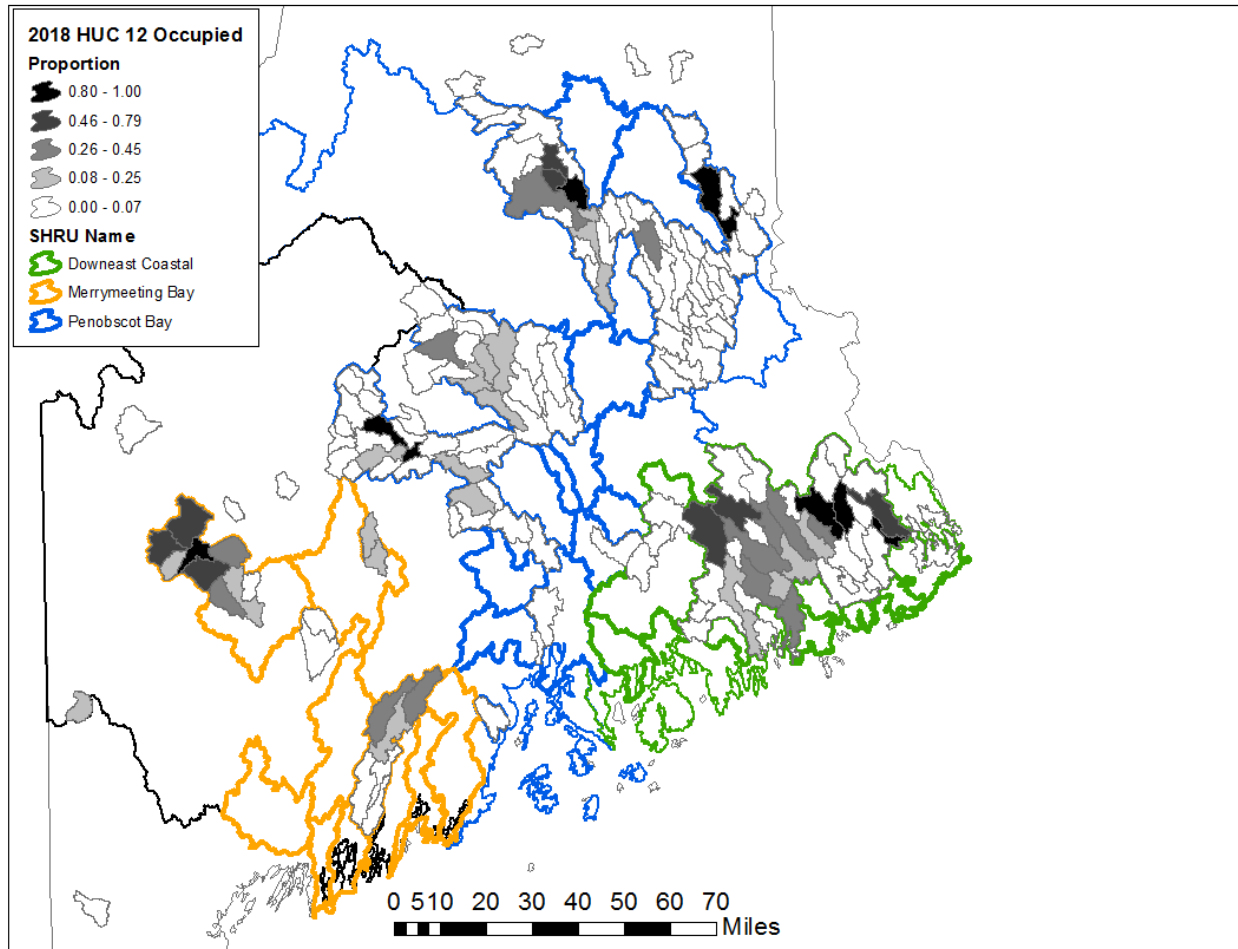 2018 HUC 12 Occupied
Proportion
0.80 - 1.00
0.46 - 0.79
0.26 - 0.45
0.08 - 0.25
0.00 - 0.07
SHRU Name
Downeast Coastal
Merrymeeting Bay
Penobscot Bay
0 5 10 20 30 40 50 60 70
Miles